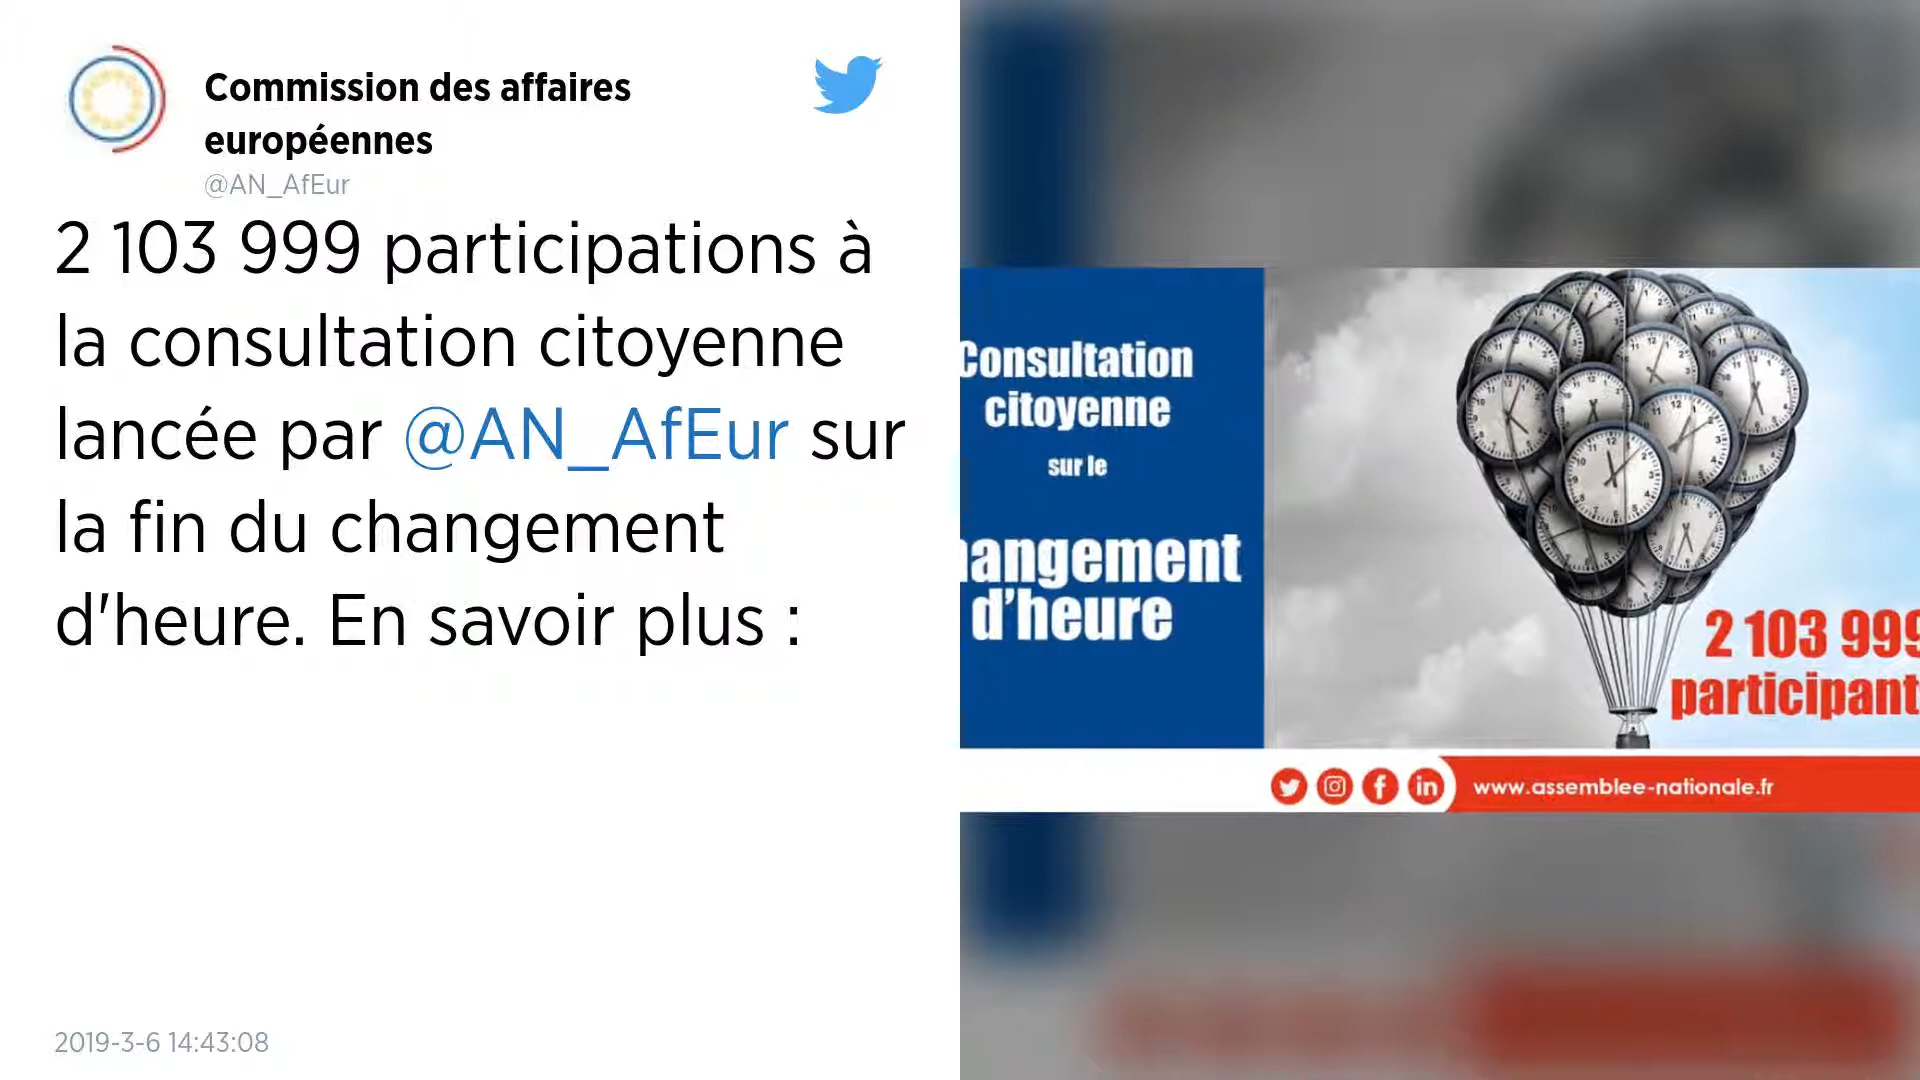 Commission des affaires
européennes
@AN_AfEur
2 103 999 participations à
la consultation citoyenne
lancée par @AN_AfEur sur
la fin du changement
d'heure. En savoir plus :
2019-3-6 14:43:08
Consultation
citoyenne
sur le
hangement
d'heure
2 103 999
participant
www.assemblee-nationale.fr